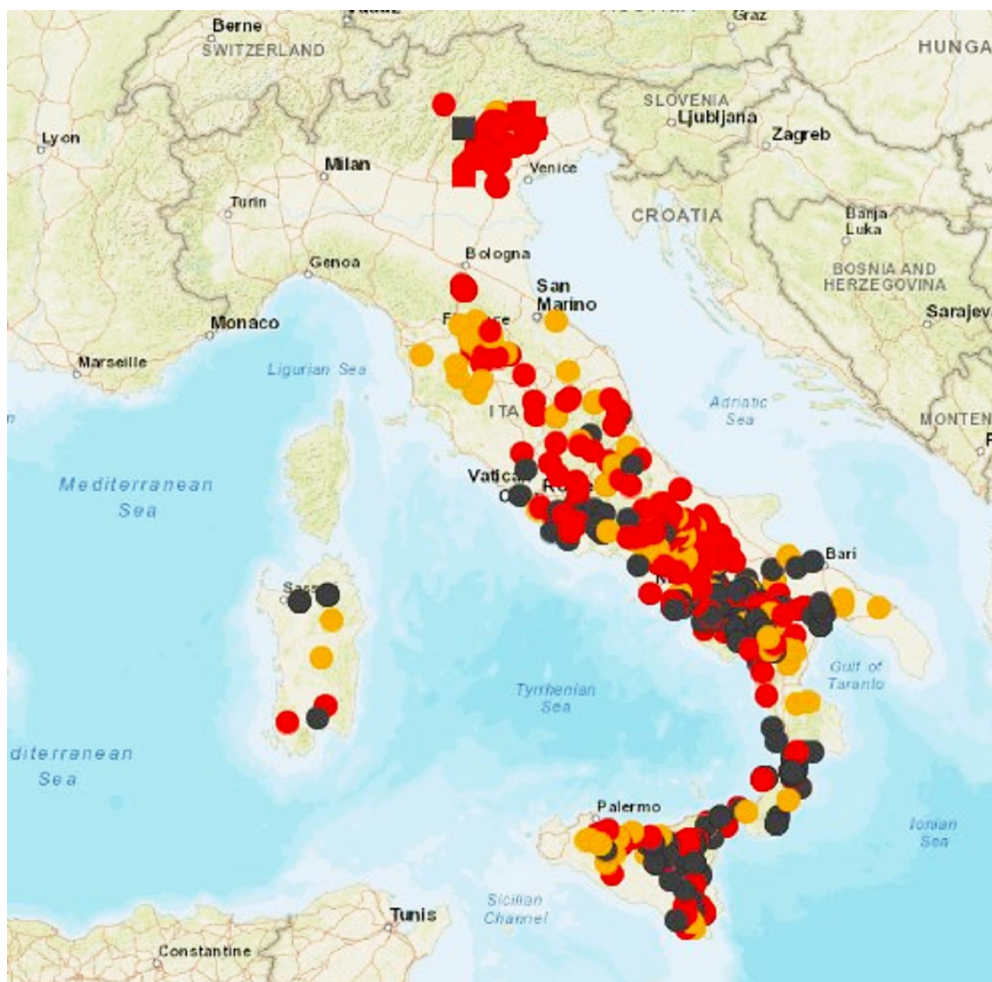 Graz
Berne
SWITZERLAND
HUNGA
SLOVENIA
Ljubljana
Lyon
Zagreb
Milan
Venice
Turin
CROATIA
Banja
Luka
Bologna
Genoa
BOSNIA AND
HERZEGOVINA
San
Marino
Sarajev
Monaco
Marseille
Ligurian Sea
Adriatic
Sea
ITA
MONTEN
Mediterranean
Sea
Bari
Gulf of
Taranto
Tyrrhenian
Sea
diterranean
Sea
Palermo
Ionian
Sea
Sicilian
Channel
Tunis
Constantine